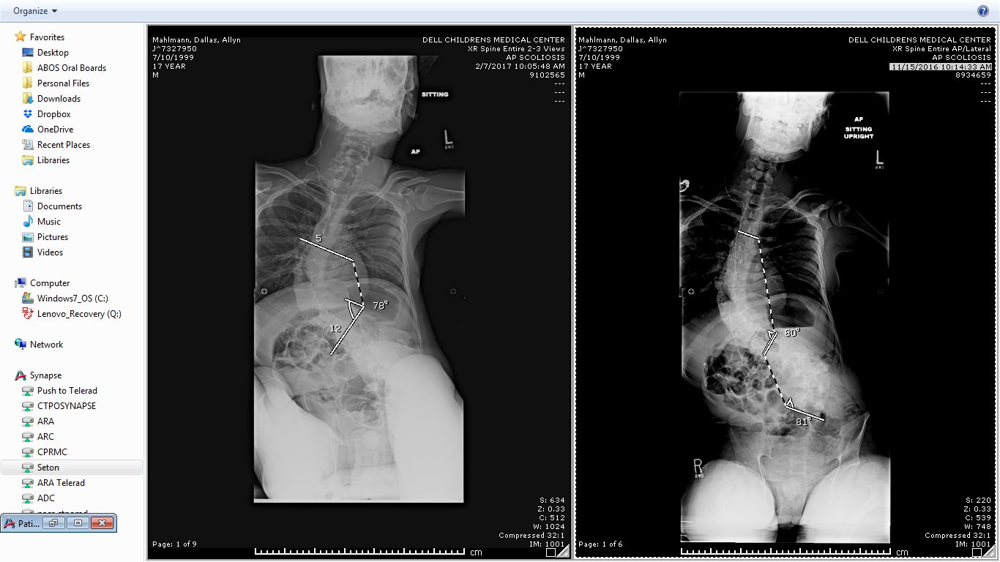 Organize
Favorites
Desktop
ABOS Oral Boards
Personal Files
Downloads
Dropbox
OneDrive
Recent Places
Libraries
Libraries
Documents
Music
Pictures
Videos
Computer
Windows7_OS (C:)
Lenovo_Recovery (Q:)
Network
Synapse
Push to Telerad
CTPOSYNAPSE
ARA
ARC
CPRMC
Seton
ARA Telerad
ADC
Pati...
Mahlmann, Dallas, Allyn
J^7327950
7/10/1999
17 YEAR
M
DELL CHILDRENS MEDICAL CENTER
XR Spine Entire 2-3 Views
AP SCOLIOSIS
2/7/2017 10:05:48 AM
9102565
---
---
---
SITTING
L
RWB
AP
5
78°
12
S: 634
Z: 0.33
C: 512
W: 1024
Compressed 32:1
IM: 1001
Page: 1 of 9
cm
Mahlmann, Dallas, Allyn
J^7327950
7/10/1999
17 YEAR
M
DELL CHILDRENS MEDICAL CENTER
XR Spine Entire AP/Lateral
AP SCOLIOSIS
11/15/2016 10:14:33 AM
8934659
---
---
---
AP
SITTING
UPRIGHT
L
RWB
80°
81°
R
RWB
S: 220
Z: 0.33
C: 539
W: 748
Compressed 32:1
IM: 1001
Page: 1 of 6
cm